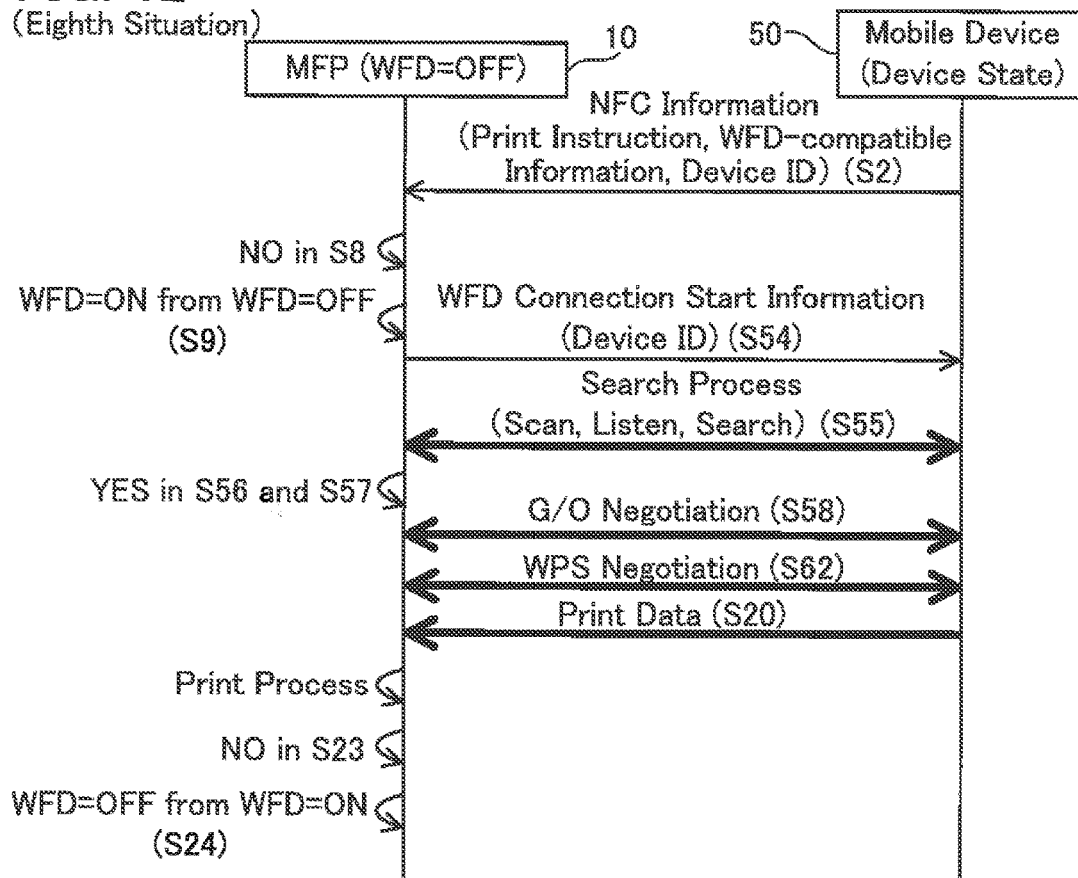 (Eighth Situation)
10
50
MFP (WFD=OFF)
Mobile Device
(Device State)
NFC Information
(Print Instruction, WFD-compatible
Information, Device ID) (S2)
NO in S8
WFD=ON from WFD=OFF
(S9)
WFD Connection Start Information
(Device ID) (S54)
Search Process
(Scan, Listen, Search) (S55)
YES in S56 and S57
G/O Negotiation (S58)
WPS Negotiation (S62)
Print Data (S20)
Print Process
NO in S23
WFD=OFF from WFD=ON
(S24)